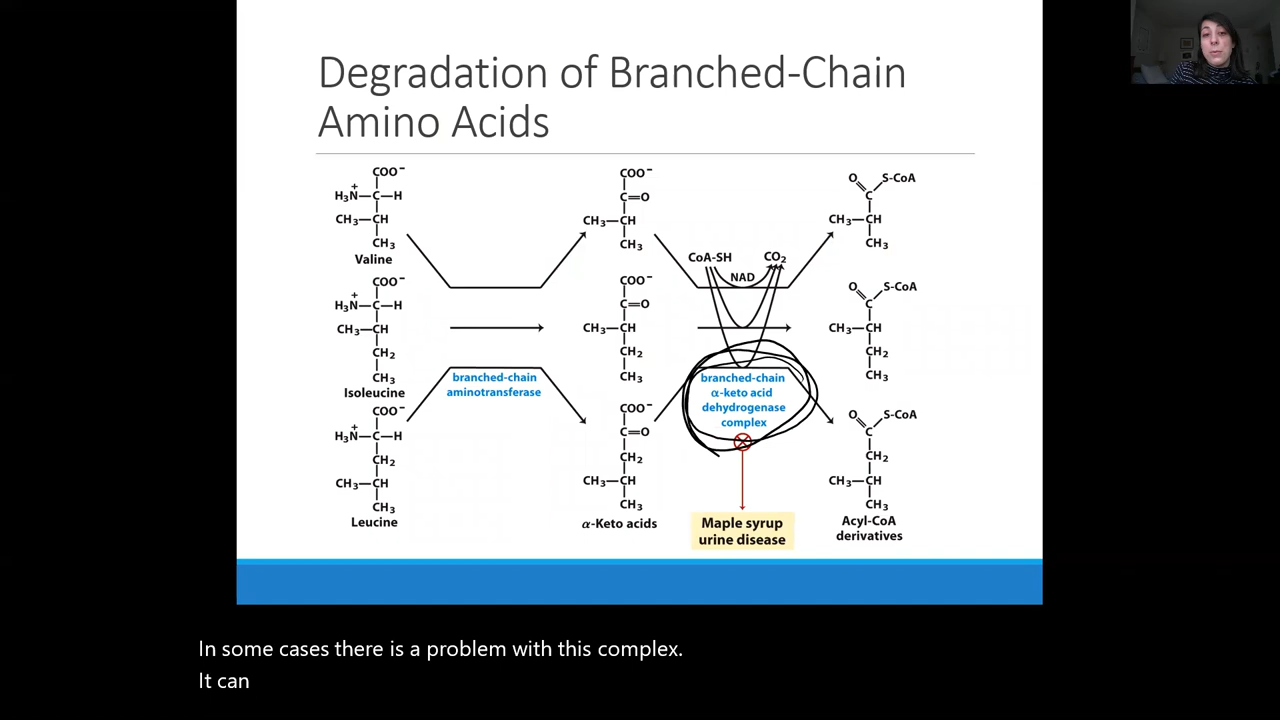 Degradation of Branched-Chain
Amino Acids
COO⁻
H₃N⁺—C—H
CH₃—CH
CH₃
Valine
COO⁻
C=O
CH₃—CH
CH₃
CoA-SH
NAD
CO₂
O
S-CoA
C
CH₃—CH
CH₃
COO⁻
H₃N⁺—C—H
CH₃—CH
CH₂
CH₃
Isoleucine
COO⁻
C=O
CH₃—CH
CH₂
CH₃
O
S-CoA
C
CH₃—CH
CH₂
CH₃
branched-chain
aminotransferase
branched-chain
α-keto acid
dehydrogenase
complex
COO⁻
H₃N⁺—C—H
CH₂
CH₃—CH
CH₃
Leucine
COO⁻
C=O
CH₂
CH₃—CH
CH₃
α-Keto acids
Maple syrup
urine disease
O
S-CoA
C
CH₂
CH₃—CH
CH₃
Acyl-CoA
derivatives
In some cases there is a problem with this complex.
It can